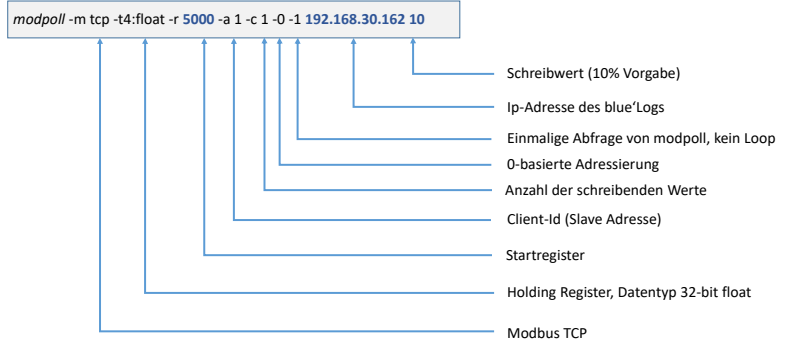 modpoll -m tcp -t4:float -r 5000 -a 1 -c 1 -0 -1 192.168.30.162 10
Schreibwert (10% Vorgabe)
Ip-Adresse des blue‘Logs
Einmalige Abfrage von modpoll, kein Loop
0-basierte Adressierung
Anzahl der schreibenden Werte
Client-Id (Slave Adresse)
Startregister
Holding Register, Datentyp 32-bit float
Modbus TCP